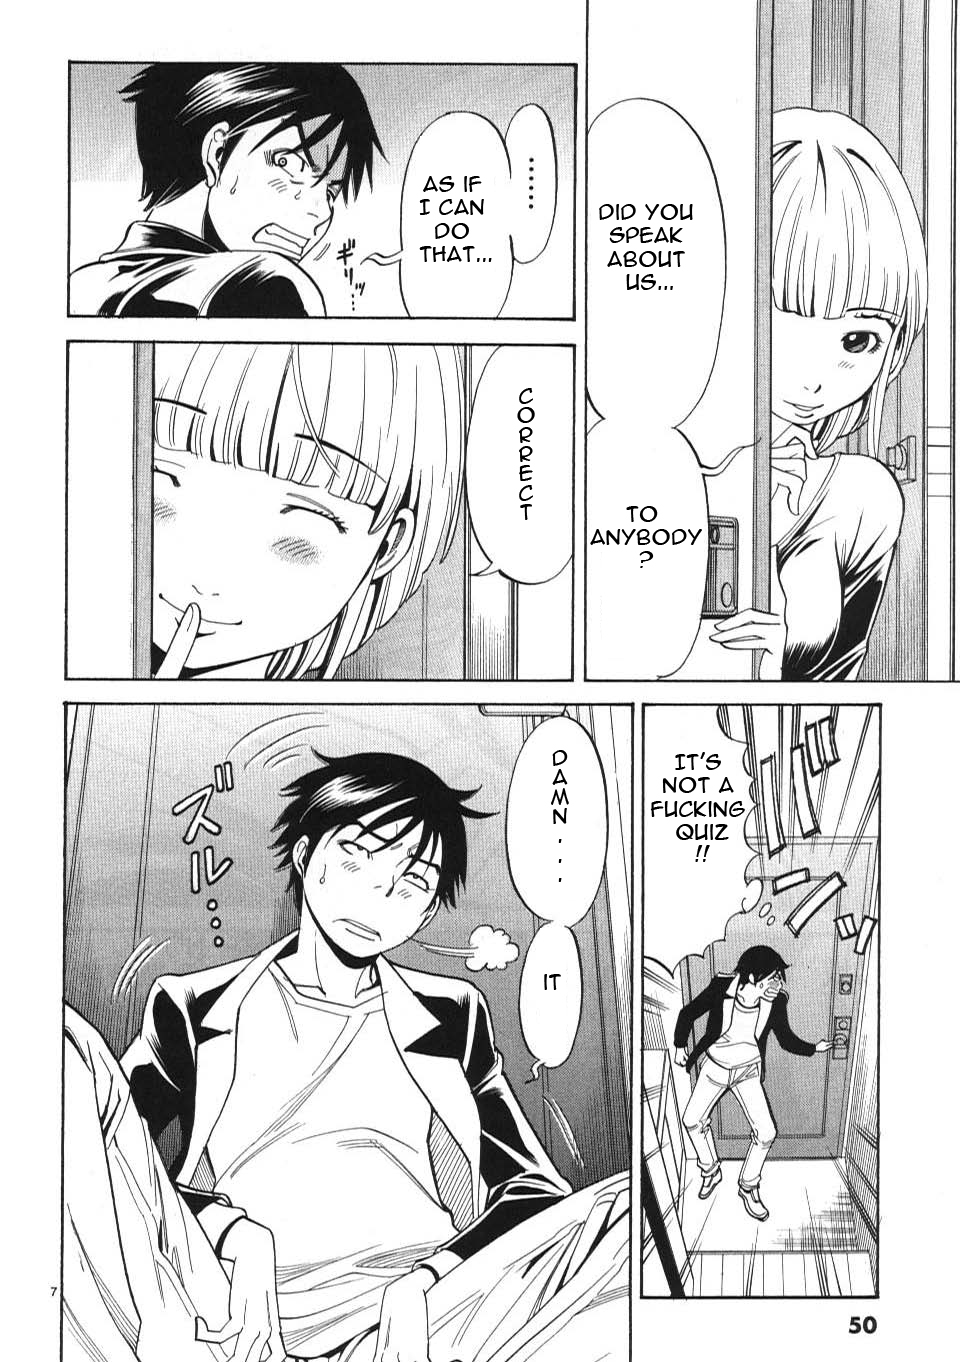 DID YOU
SPEAK
ABOUT
US...
TO
ANYBODY
?
......
AS IF
I CAN
DO
THAT...
ギリ...
CORRECT
IT'S
NOT A
FUCKING
QUIZ
!!
DAMN...
IT
ズル...
7
50